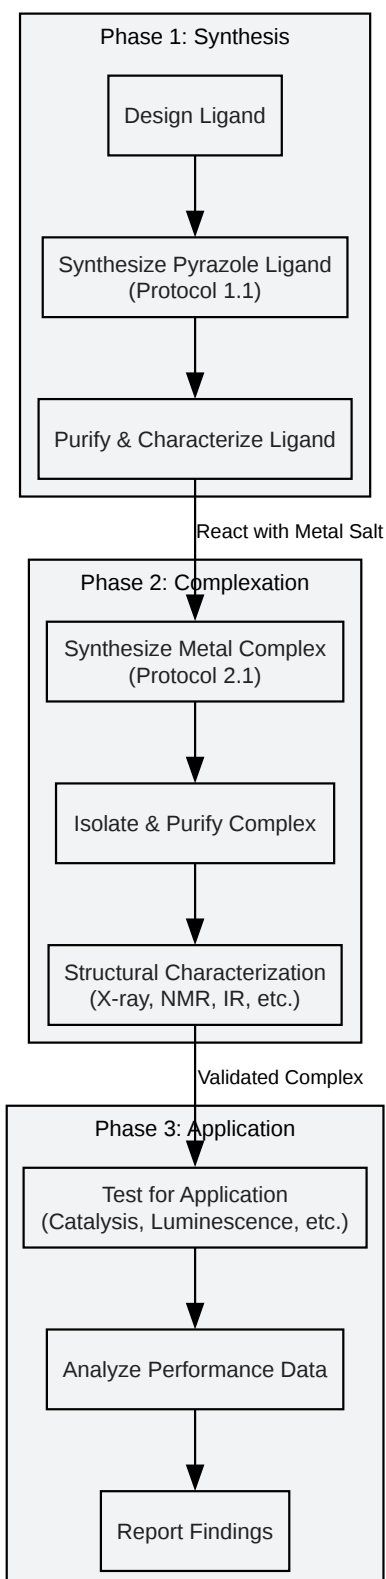 Phase 1: Synthesis
Design Ligand
Synthesize Pyrazole Ligand
(Protocol 1.1)
Purify & Characterize Ligand
React with Metal Salt
Phase 2: Complexation
Synthesize Metal Complex
(Protocol 2.1)
Isolate & Purify Complex
Structural Characterization
(X-ray, NMR, IR, etc.)
Validated Complex
Phase 3: Application
Test for Application
(Catalysis, Luminescence, etc.)
Analyze Performance Data
Report Findings